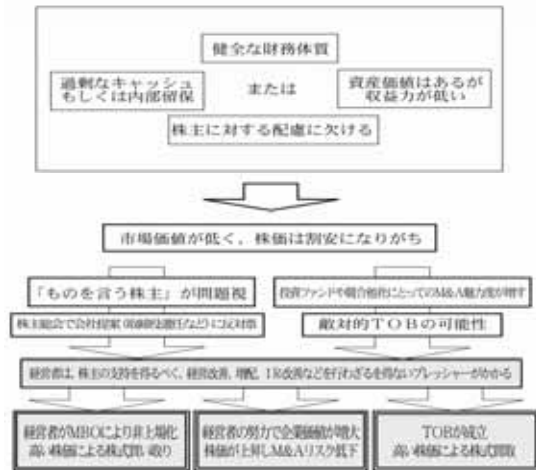 健全な財務体質
過剰なキャッシュ
もしくは内部留保
または
資産価値はあるが
収益力が低い
株主に対する配慮に欠ける
市場価値が低く，株価は割安になりがち
「ものを言う株主」が問題視
株主総会で会社提案
など）に反対票
投資ファンドや競合他社にとってのM&A魅力度が増す
敵対的TOBの可能性
経営者は，株主の支持を得るべく，経営改善，増配，IR改善などを行わざるを得ないプレッシャーがかかる
経営者がMBOにより非上場化
高い株価による株式買い取り
経営者の努力で企業価値が増大
株価が上昇しM&Aリスク低下
TOBが成立
高い株価による株式買取